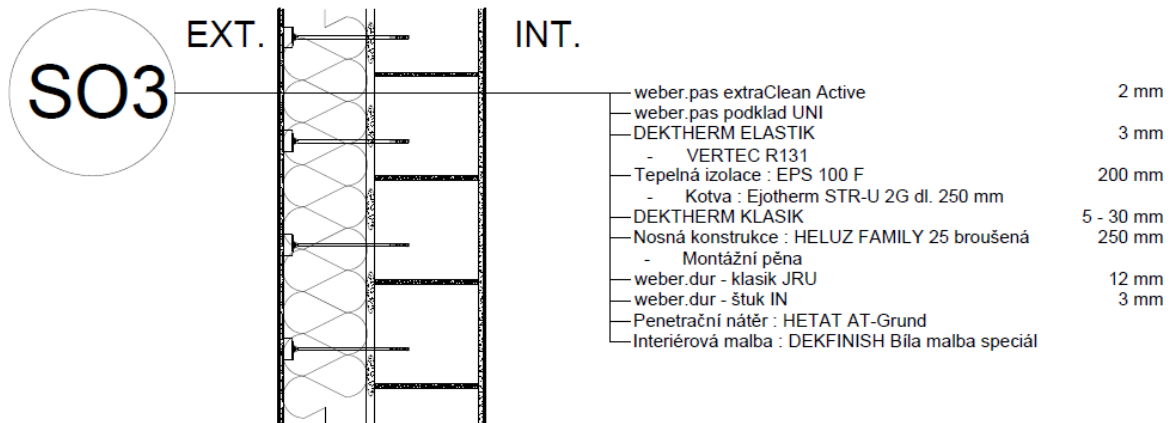 SO3
EXT.
INT.
weber.pas extraClean Active 2 mm
weber.pas podklad UNI
DEKTHERM ELASTIK 3 mm
- VERTEC R131
Tepelná izolace : EPS 100 F 200 mm
- Kotva : Ejotherm STR-U 2G dl. 250 mm
DEKTHERM KLASIK 5 - 30 mm
Nosná konstrukce : HELUZ FAMILY 25 broušená 250 mm
- Montážní pěna
weber.dur - klasik JRU 12 mm
weber.dur - štuk IN 3 mm
Penetrační nátěr : HETAT AT-Grund
Interiérová malba : DEKFINISH Bíla malba speciál